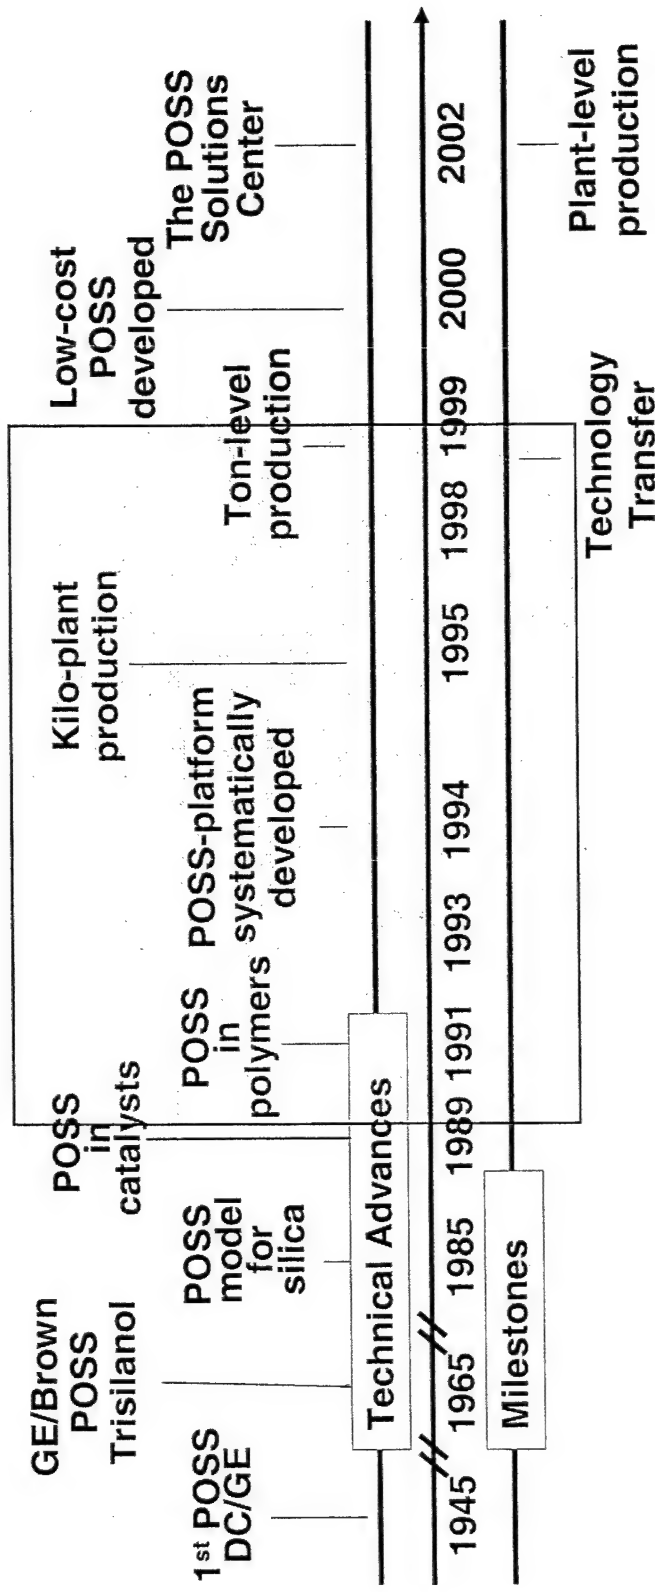 1st POSS
DC/GE
GE/Brown
POSS
Trisilanol
POSS
model
for
silica
POSS
in
catalysts
POSS
in
polymers
POSS-platform
systematically
developed
Kilo-plant
production
Ton-level
production
Low-cost
POSS
developed
The POSS
Solutions
Center
Technical Advances
1945 1965 1985 1989 1991 1993 1994 1995 1998 1999 2000 2002
Milestones
Technology
Transfer
Plant-level
production